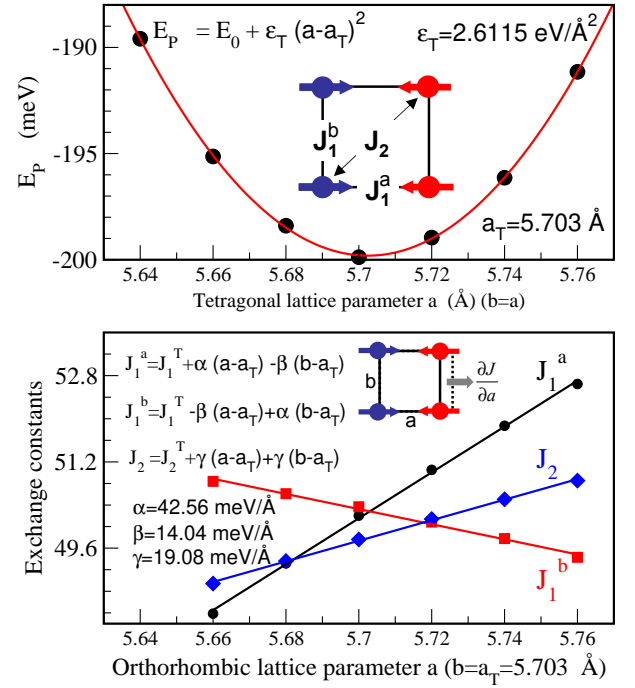 E_P = E_0 + ε_T (a-a_T)^2
ε_T=2.6115 eV/Å^2
-190
-195
-200
E_P (meV)
J_1^b
J_2
J_1^a
a_T=5.703 Å
5.64 5.66 5.68 5.7 5.72 5.74 5.76
Tetragonal lattice parameter a (Å) (b=a)
J_1^a=J_1^T+α (a-a_T) -β (b-a_T)
J_1^b=J_1^T -β (a-a_T)+α (b-a_T)
J_2 =J_2^T+γ (a-a_T)+γ (b-a_T)
α=42.56 meV/Å
β=14.04 meV/Å
γ=19.08 meV/Å
b
a
∂J/∂a
J_1^a
J_2
J_1^b
52.8
51.2
49.6
Exchange constants
5.64 5.66 5.68 5.7 5.72 5.74 5.76
Orthorhombic lattice parameter a (b=a_T=5.703 Å)